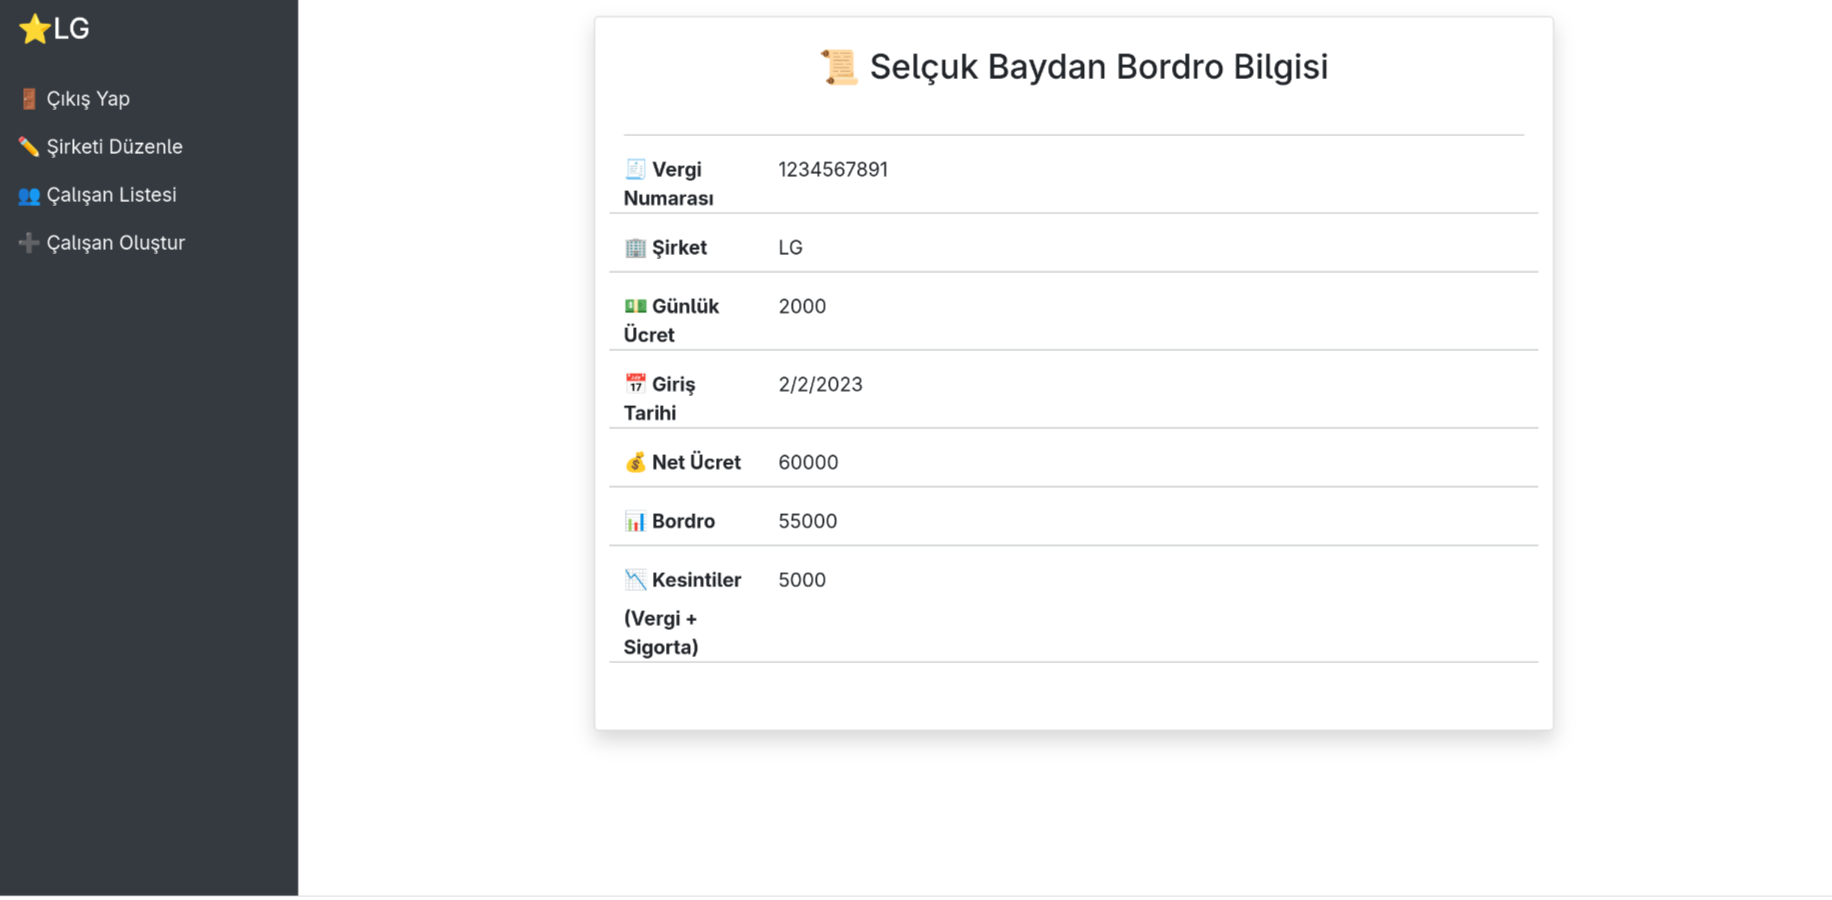 ⭐LG
🚪 Çıkış Yap
✏️ Şirketi Düzenle
👥 Çalışan Listesi
➕ Çalışan Oluştur
📜 Selçuk Baydan Bordro Bilgisi
🧾 Vergi 1234567891
Numarası
🏢 Şirket LG
💵 Günlük 2000
Ücret
📅 Giriş 2/2/2023
Tarihi
💰 Net Ücret 60000
📊 Bordro 55000
📉 Kesintiler 5000
(Vergi +
Sigorta)